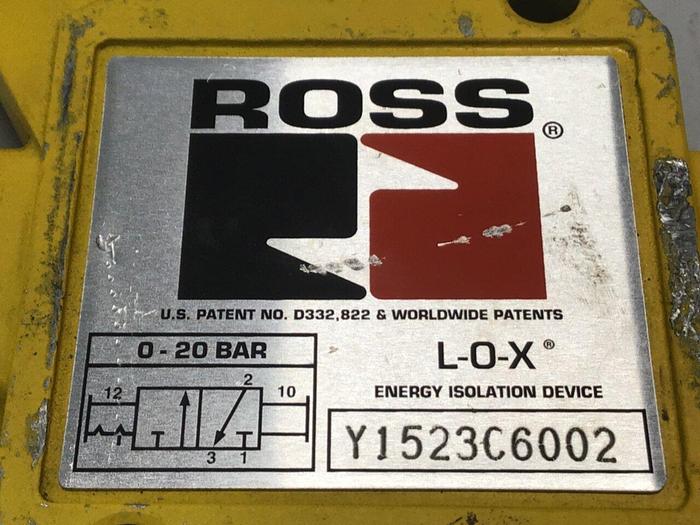 ROSS®
U.S. PATENT NO. D332,822 & WORLDWIDE PATENTS
0 - 20 BAR
12 2 10
3 1
L-O-X®
ENERGY ISOLATION DEVICE
Y1523C6002